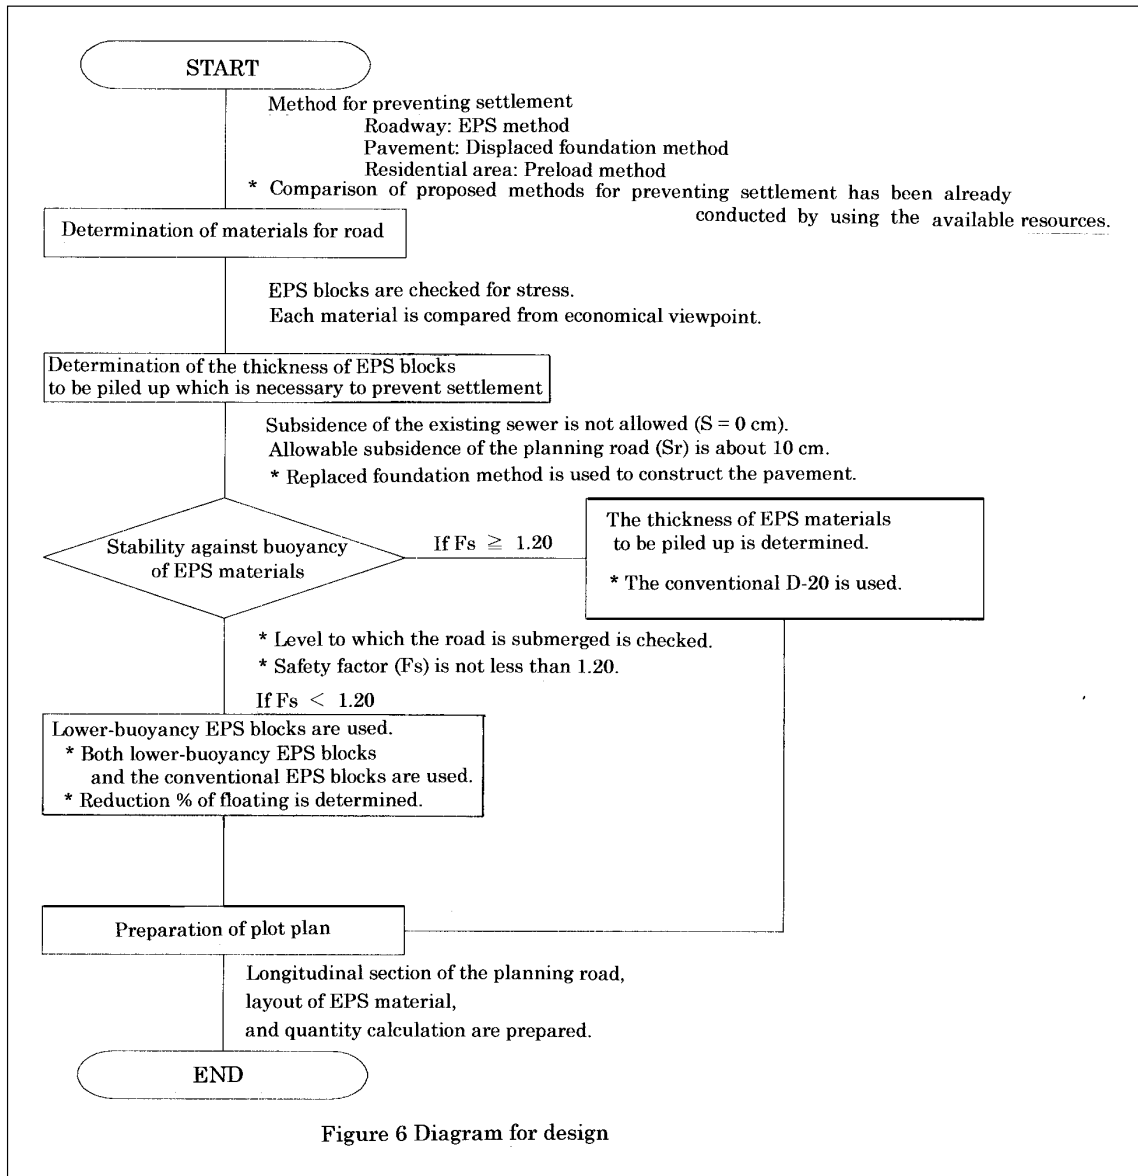 START
Method for preventing settlement
Roadway: EPS method
Pavement: Displaced foundation method
Residential area: Preload method
* Comparison of proposed methods for preventing settlement has been already
conducted by using the available resources.
Determination of materials for road
EPS blocks are checked for stress.
Each material is compared from economical viewpoint.
Determination of the thickness of EPS blocks
to be piled up which is necessary to prevent settlement
Subsidence of the existing sewer is not allowed (S = 0 cm).
Allowable subsidence of the planning road (Sr) is about 10 cm.
* Replaced foundation method is used to construct the pavement.
Stability against buoyancy
of EPS materials
If Fs ≧ 1.20
The thickness of EPS materials
to be piled up is determined.
* The conventional D-20 is used.
* Level to which the road is submerged is checked.
* Safety factor (Fs) is not less than 1.20.
If Fs < 1.20
Lower-buoyancy EPS blocks are used.
* Both lower-buoyancy EPS blocks
and the conventional EPS blocks are used.
* Reduction % of floating is determined.
Preparation of plot plan
Longitudinal section of the planning road,
layout of EPS material,
and quantity calculation are prepared.
END
Figure 6 Diagram for design